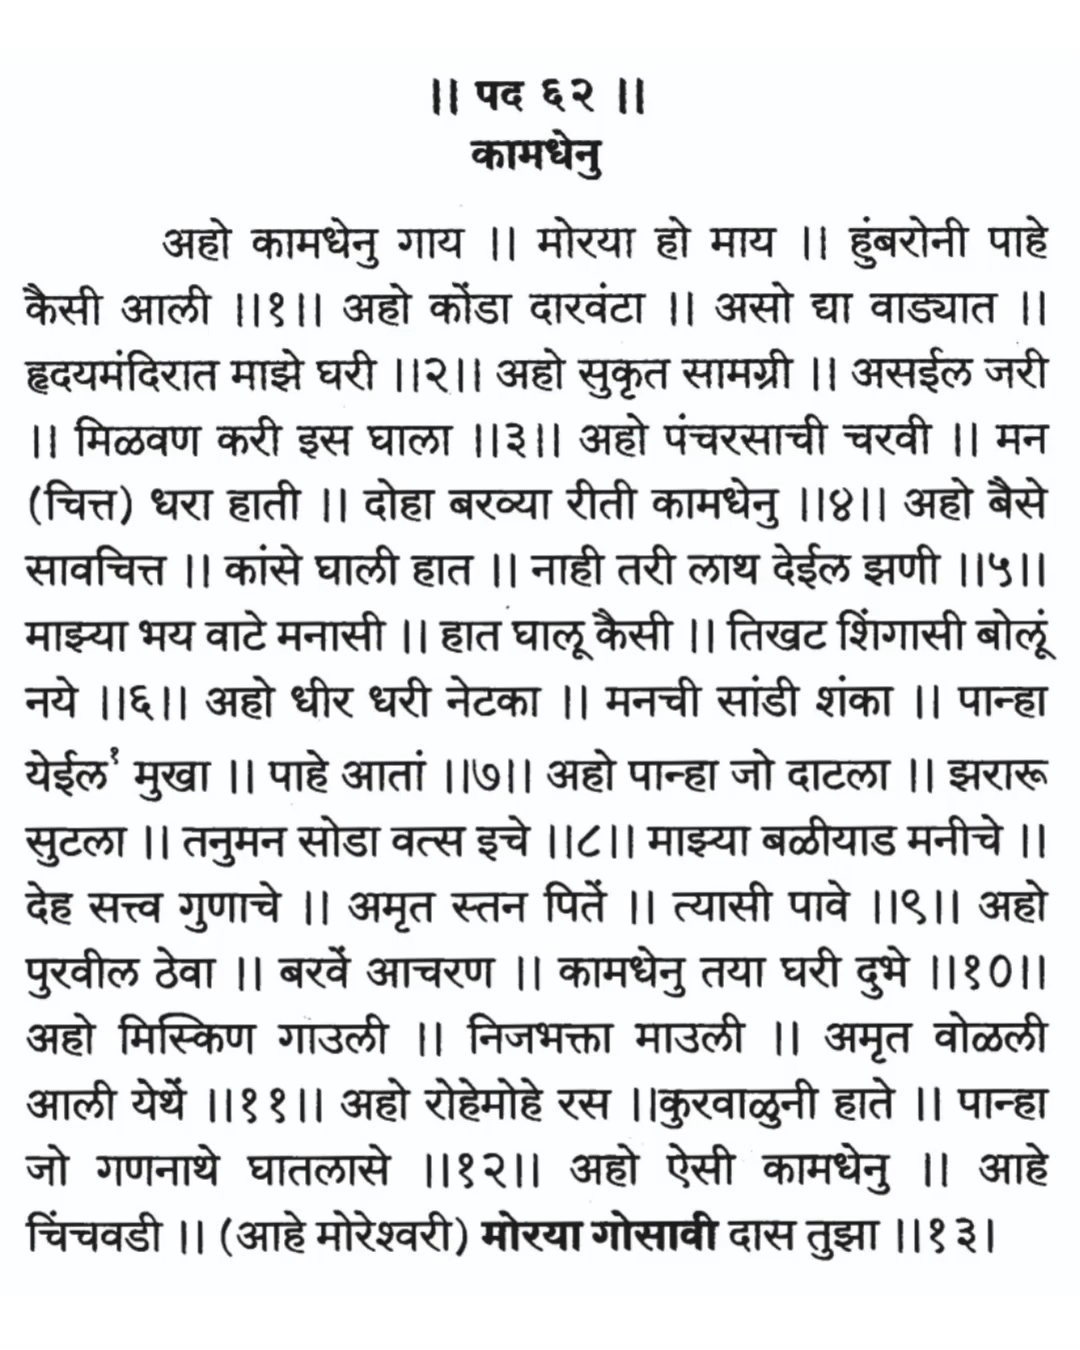 || पद ६२ ||
कामधेनु
अहो कामधेनु गाय || मोरया हो माय || हुंबरोनी पाहे
कैसी आली ||१|| अहो कोंडा दारवंटा || असो द्या वाड्यात ||
हृदयमंदिरात माझे घरी ||२|| अहो सुकृत सामग्री || असईल जरी
|| मिळवण करी इस घाला ||३|| अहो पंचरसाची चरवी || मन
(चित्त) धरा हाती || दोहा बरव्या रीती कामधेनु ||४|| अहो बैसे
सावचित्त || कांसे घाली हात || नाही तरी लाथ देईल झणी ||५||
माझ्या भय वाटे मनासी || हात घालू कैसी || तिखट शिंगासी बोलूं
नये ||६|| अहो धीर धरी नेटका || मनची सांडी शंका || पान्हा
येईल१ मुखा || पाहे आतां ||७|| अहो पान्हा जो दाटला || झरारू
सुटला || तनुमन सोडा वत्स इचे ||८|| माझ्या बळीयाड मनीचे ||
देह सत्त्व गुणाचे || अमृत स्तन पितें || त्यासी पावे ||९|| अहो
पुरवील ठेवा || बरवें आचरण || कामधेनु तया घरी दुभे ||१०||
अहो मिस्किण गाउली || निजभक्ता माउली || अमृत वोळली
आली येथें ||११|| अहो रोहेमोहे रस ||कुरवाळुनी हाते || पान्हा
जो गणनाथे घातलासे ||१२|| अहो ऐसी कामधेनु || आहे
चिंचवडी || (आहे मोरेश्वरी) मोरया गोसावी दास तुझा ||१३|